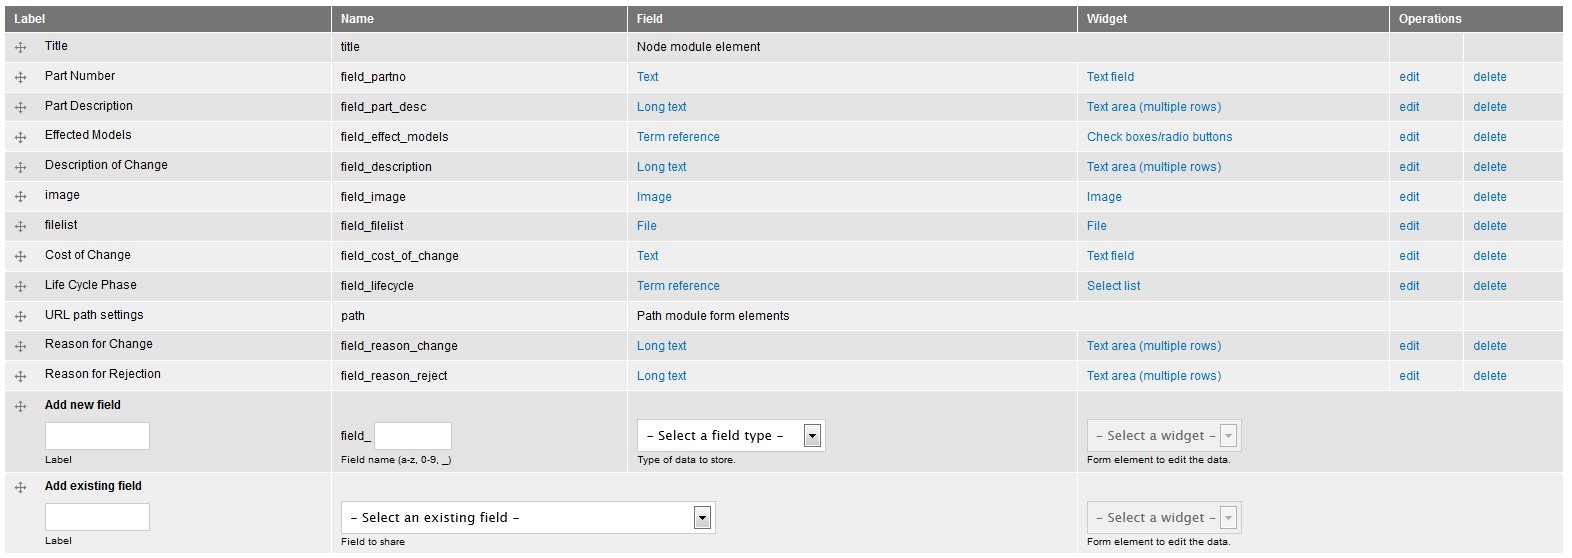 Label Name Field Widget Operations
Title title Node module element
Part Number field_partno Text Text field edit delete
Part Description field_part_desc Long text Text area (multiple rows) edit delete
Effected Models field_effect_models Term reference Check boxes/radio buttons edit delete
Description of Change field_description Long text Text area (multiple rows) edit delete
image field_image Image Image edit delete
filelist field_filelist File File edit delete
Cost of Change field_cost_of_change Text Text field edit delete
Life Cycle Phase field_lifecycle Term reference Select list edit delete
URL path settings path Path module form elements
Reason for Change field_reason_change Long text Text area (multiple rows) edit delete
Reason for Rejection field_reason_reject Long text Text area (multiple rows) edit delete
Add new field
field_ - Select a field type - - Select a widget -
Label Field name (a-z, 0-9, _) Type of data to store. Form element to edit the data.
Add existing field
- Select an existing field - - Select a widget -
Label Field to share Form element to edit the data.